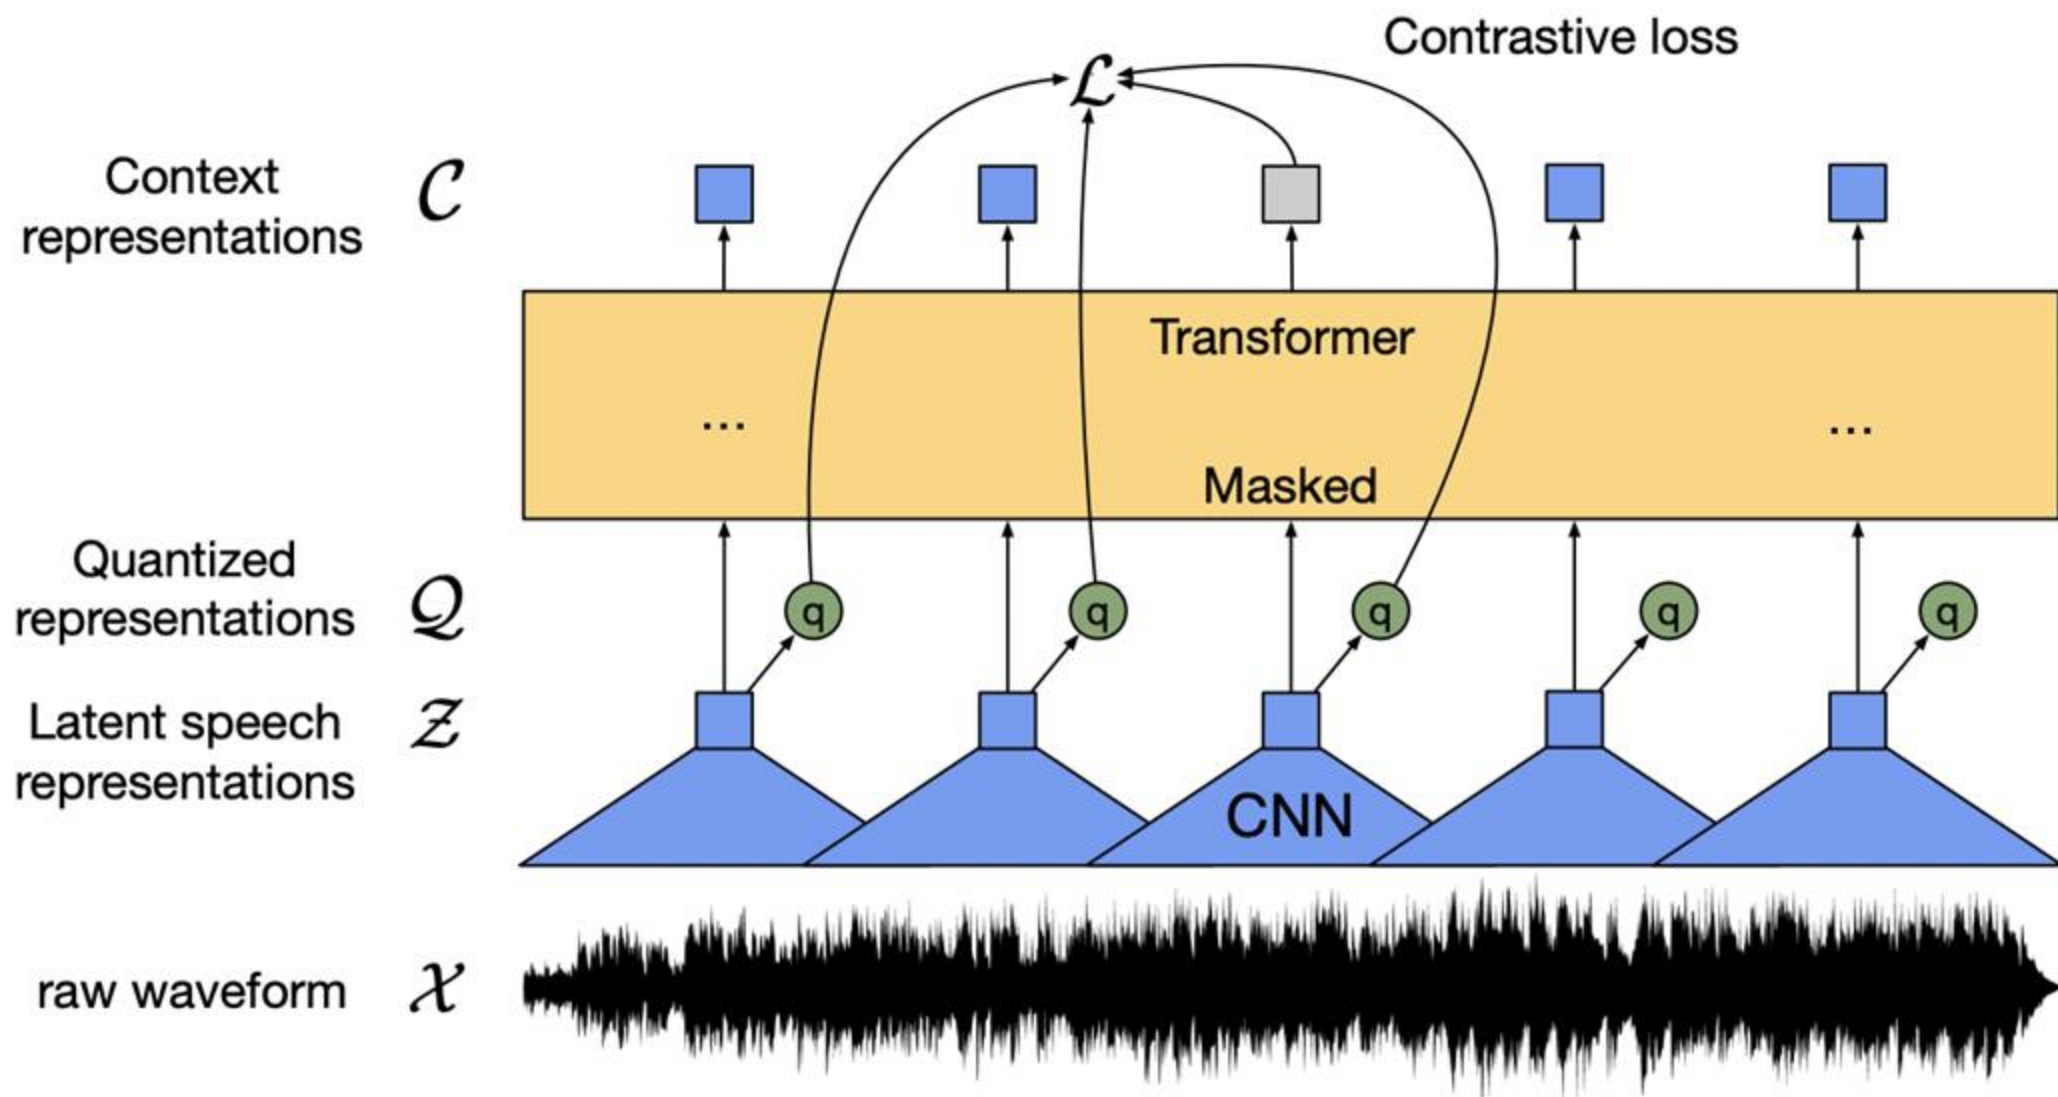 Contrastive loss
ℒ
Context
representations
𝒞
Transformer
...
...
Masked
Quantized
representations
𝒬
q
q
q
q
q
Latent speech
representations
𝒵
CNN
raw waveform
𝒳